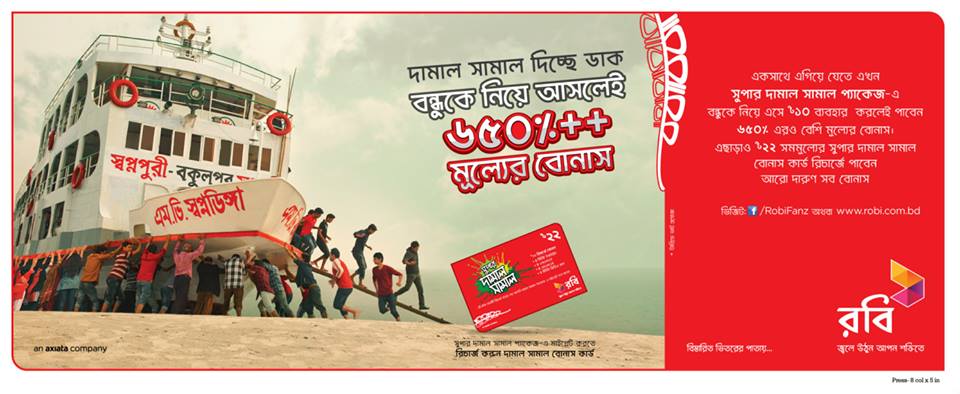 স্বপ্নপুরী-বকুলপুর
এম.ভি.স্বপ্নডিঙ্গা
দামাল সামাল দিচ্ছে ডাক
বন্ধুকে নিয়ে আসলেই
৬৫০%++
মূল্যের বোনাস
৳২২
সুপার
দামাল
সামাল
রবি
সুপার দামাল সামাল প্যাকেজ-এ মাইগ্রেট করতে
রিচার্জ করুন দামাল সামাল বোনাস কার্ড
an axiata company
একসাথে এগিয়ে যেতে এখন
সুপার দামাল সামাল প্যাকেজ-এ
বন্ধুকে নিয়ে এসে ৳১০ ব্যবহার করলেই পাবেন
৬৫০% এরও বেশি মূল্যের বোনাস।
এছাড়াও ৳২২ সমমূল্যের সুপার দামাল সামাল
বোনাস কার্ড রিচার্জে পাবেন
আরো দারুণ সব বোনাস
ভিজিট: /RobiFanz অথবা www.robi.com.bd
রবি
জ্বলে উঠুন আপন শক্তিতে
বিস্তারিত ভিতরের পাতায়...
Press- 8 col x 5 in